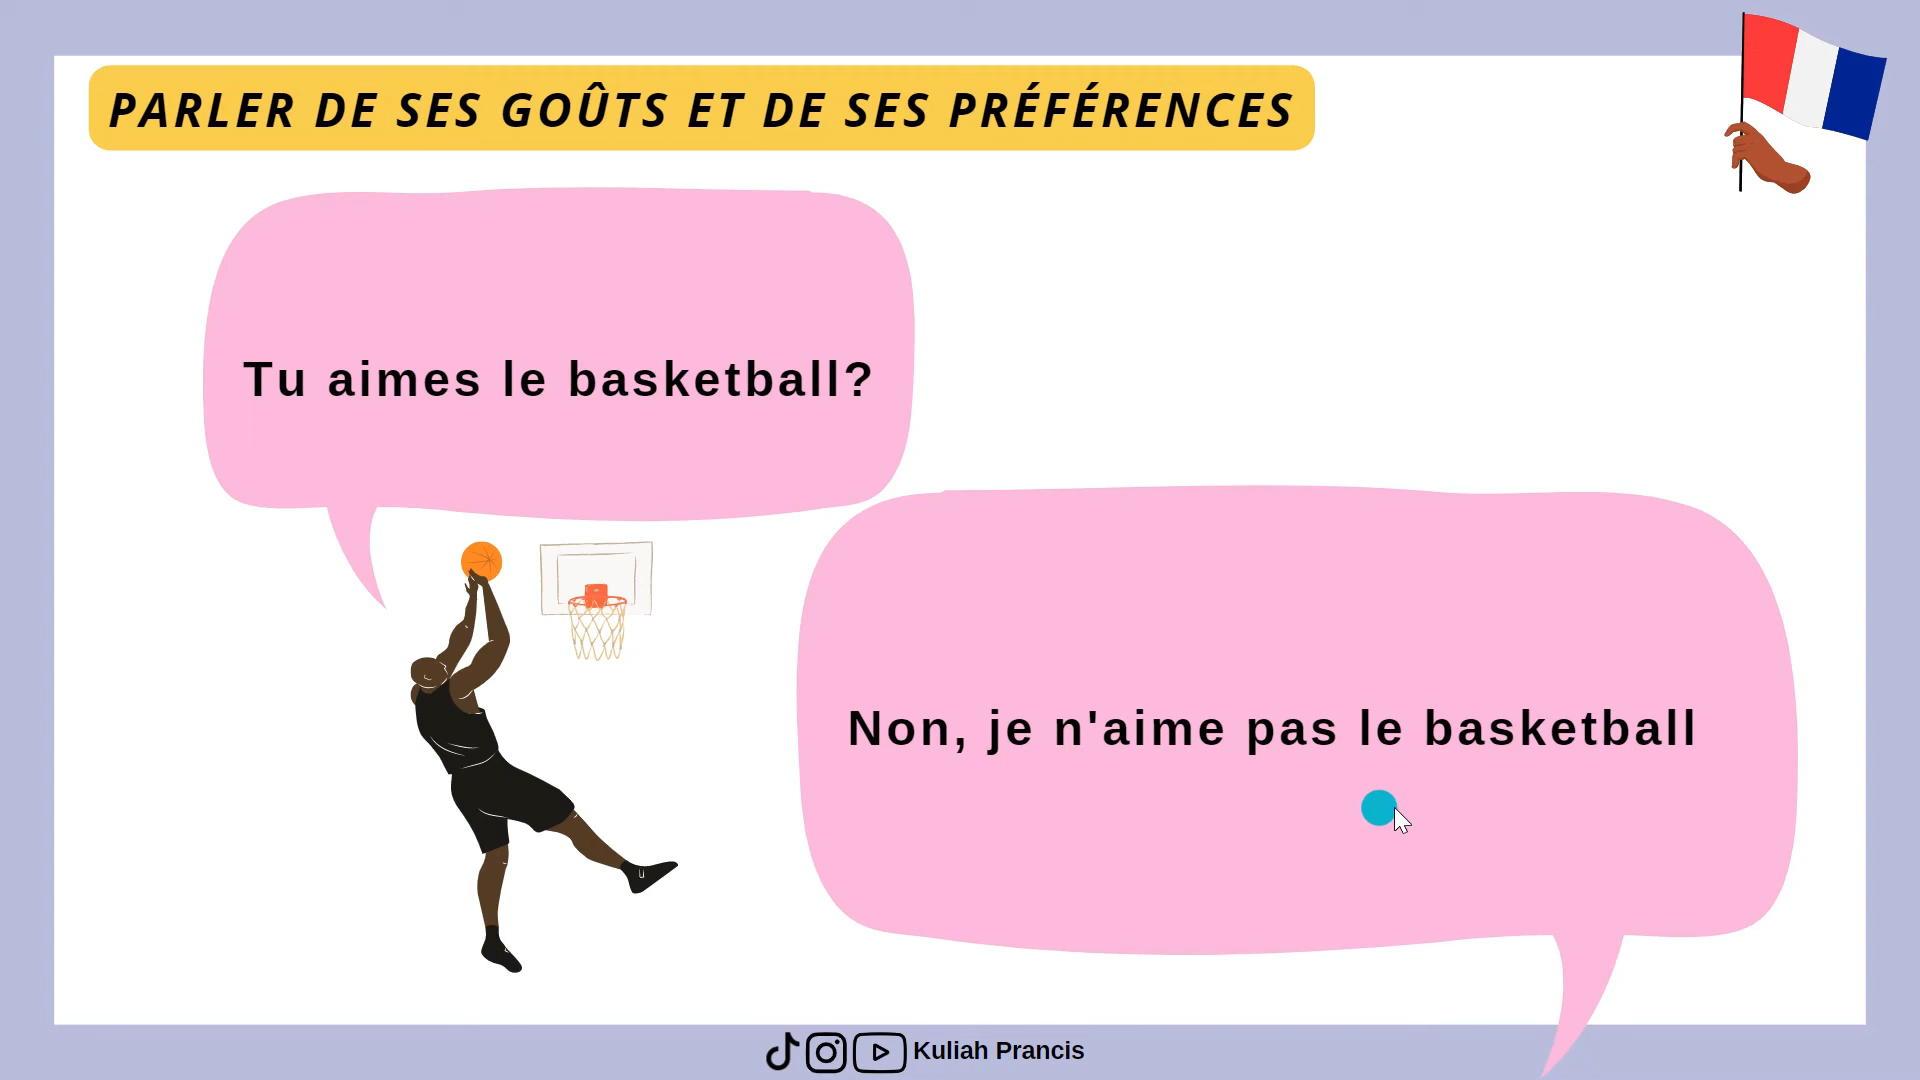 PARLER DE SES GOÛTS ET DE SES PRÉFÉRENCES
Tu aimes le basketball?
Non, je n'aime pas le basketball
Kuliah Prancis